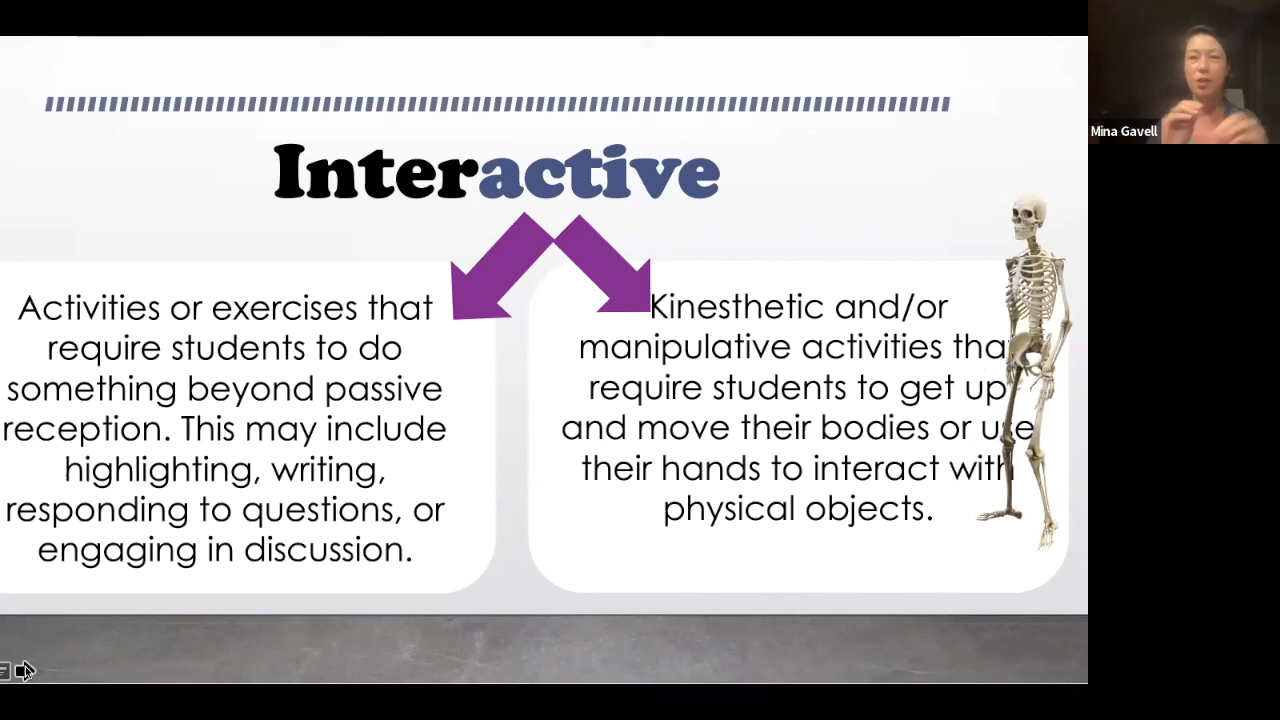 Interactive
Activities or exercises that
require students to do
something beyond passive
reception. This may include
highlighting, writing,
responding to questions, or
engaging in discussion.
Kinesthetic and/or
manipulative activities that
require students to get up
and move their bodies or use
their hands to interact with
physical objects.
Mina Gavell